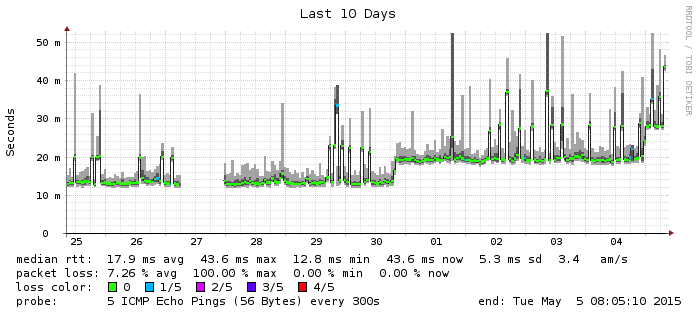 Last 10 Days
RRDTOOL / TOBI OETIKER
Seconds
50 m
40 m
30 m
20 m
10 m
0
25 26 27 28 29 30 01 02 03 04
median rtt: 17.9 ms avg 43.6 ms max 12.8 ms min 43.6 ms now 5.3 ms sd 3.4 am/s
packet loss: 7.26 % avg 100.00 % max 0.00 % min 0.00 % now
loss color: 0 1/5 2/5 3/5 4/5
probe: 5 ICMP Echo Pings (56 Bytes) every 300s end: Tue May 5 08:05:10 2015